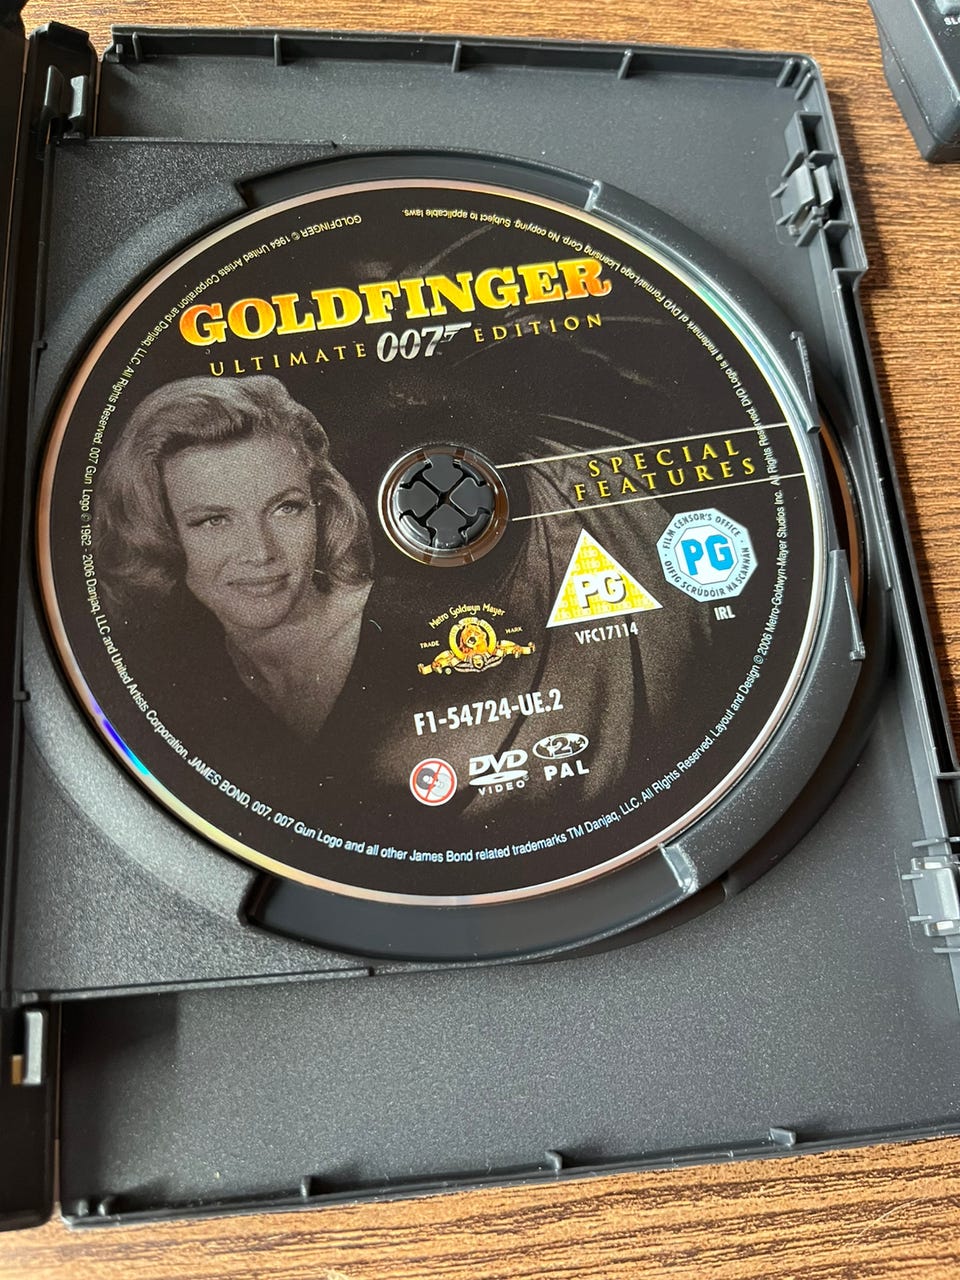 GOLDFINGER
ULTIMATE 007 EDITION
SPECIAL
FEATURES
PG
VFC17114
FILM CENSOR'S OFFICE
PG
OIFIG SCRÚDÓIR NA SCANNÁN
IRL
Metro Goldwyn Mayer
TRADE MARK
F1-54724-UE.2
DVD
VIDEO
2
PAL
GOLDFINGER © 1964 United Artists Corporation and Danjaq, LLC. All Rights Reserved. 007 Gun Logo © 1962 - 2006 Danjaq, LLC and United Artists Corporation. JAMES BOND, 007, 007 Gun Logo and all other James Bond related trademarks TM Danjaq, LLC. All Rights Reserved. Layout and Design © 2006 Metro-Goldwyn-Mayer Studios Inc. All Rights Reserved. DVD Logo is a trademark of DVD Format/Logo Licensing Corp. No copying. Subject to applicable laws.